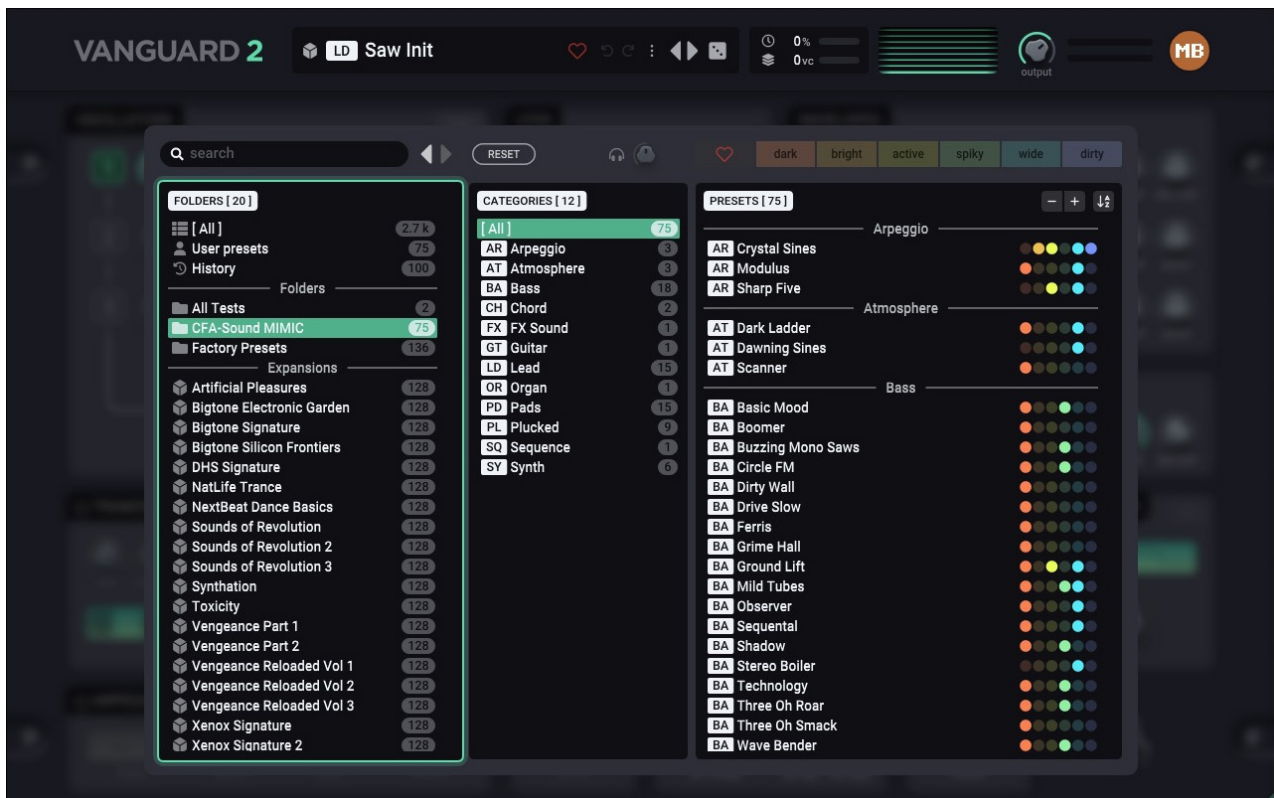 VANGUARD 2
LD Saw Init
0%
0vc
output
MB
search
RESET
dark bright active spiky wide dirty
FOLDERS [ 20 ]
[ All ] 2.7 k
User presets 75
History 100
Folders
All Tests 2
CFA-Sound MIMIC 75
Factory Presets 136
Expansions
Artificial Pleasures 128
Bigtone Electronic Garden 128
Bigtone Signature 128
Bigtone Silicon Frontiers 128
DHS Signature 128
NatLife Trance 128
NextBeat Dance Basics 128
Sounds of Revolution 128
Sounds of Revolution 2 128
Sounds of Revolution 3 128
Synthation 128
Toxicity 128
Vengeance Part 1 128
Vengeance Part 2 128
Vengeance Reloaded Vol 1 128
Vengeance Reloaded Vol 2 128
Vengeance Reloaded Vol 3 128
Xenox Signature 128
Xenox Signature 2 128
CATEGORIES [ 12 ]
[ All ] 75
AR Arpeggio 3
AT Atmosphere 3
BA Bass 18
CH Chord 2
FX FX Sound 1
GT Guitar 1
LD Lead 15
OR Organ 1
PD Pads 15
PL Plucked 9
SQ Sequence 1
SY Synth 6
PRESETS [ 75 ]
Arpeggio
AR Crystal Sines
AR Modulus
AR Sharp Five
Atmosphere
AT Dark Ladder
AT Dawning Sines
AT Scanner
Bass
BA Basic Mood
BA Boomer
BA Buzzing Mono Saws
BA Circle FM
BA Dirty Wall
BA Drive Slow
BA Ferris
BA Grime Hall
BA Ground Lift
BA Mild Tubes
BA Observer
BA Sequental
BA Shadow
BA Stereo Boiler
BA Technology
BA Three Oh Roar
BA Three Oh Smack
BA Wave Bender